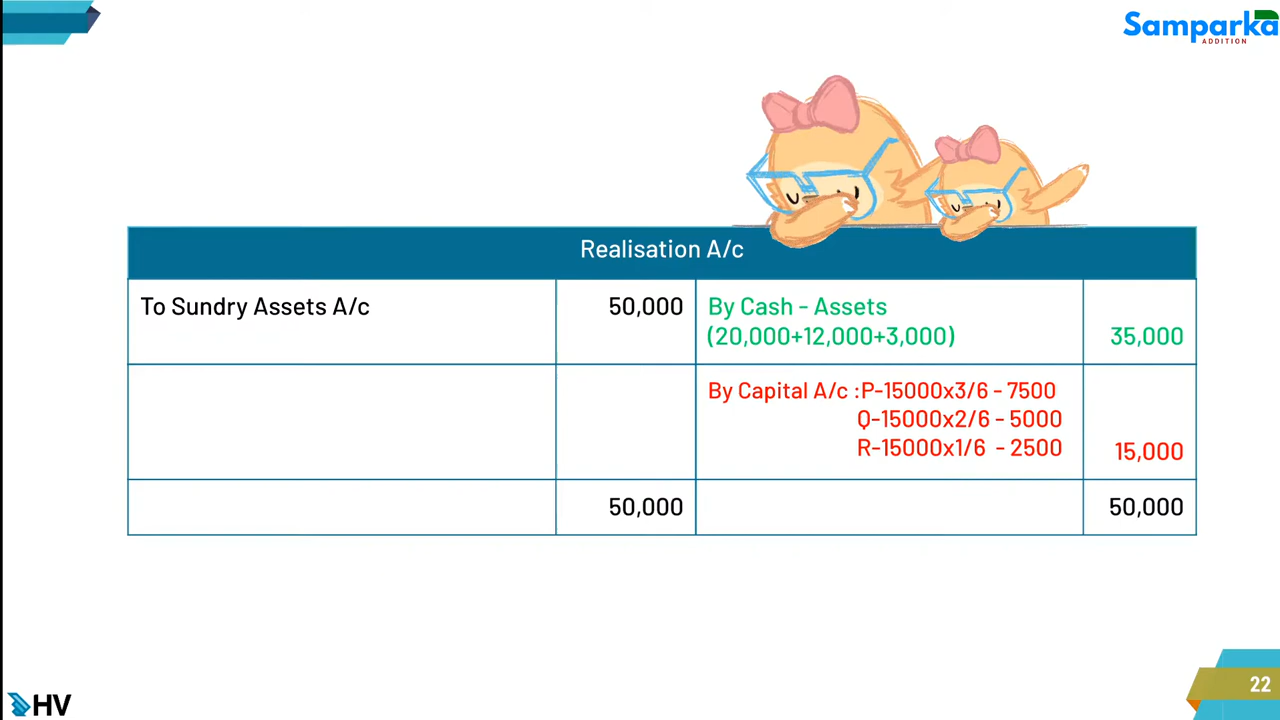 Samparka
ADDITION
Realisation A/c
To Sundry Assets A/c 50,000 By Cash - Assets
(20,000+12,000+3,000) 35,000
By Capital A/c :P-15000x3/6 - 7500
Q-15000x2/6 - 5000
R-15000x1/6 - 2500 15,000
50,000 50,000
HV
22